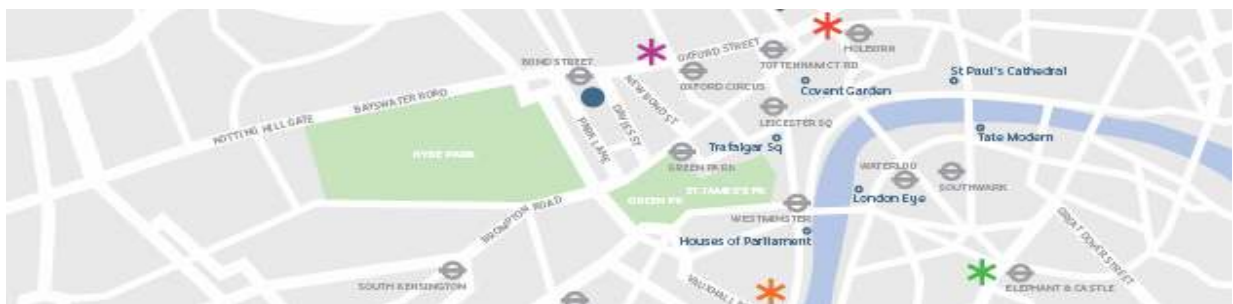 HOLBORN
OXFORD STREET
TOTTENHAM CT RD
BOND STREET
St Paul's Cathedral
OXFORD CIRCUS
NEW BOND ST
Covent Garden
BAYSWATER ROAD
DAVIES ST
LEICESTER SQ
NOTTING HILL GATE
PARK LANE
Tate Modern
Trafalgar Sq
HYDE PARK
GREEN PARK
WATERLOO
ST JAMES'S PK
SOUTHWARK
GREEN PK
London Eye
BROMPTON ROAD
WESTMINSTER
GREAT DOVER STREET
Houses of Parliament
SOUTH KENSINGTON
ELEPHANT & CASTLE
VAUXHALL